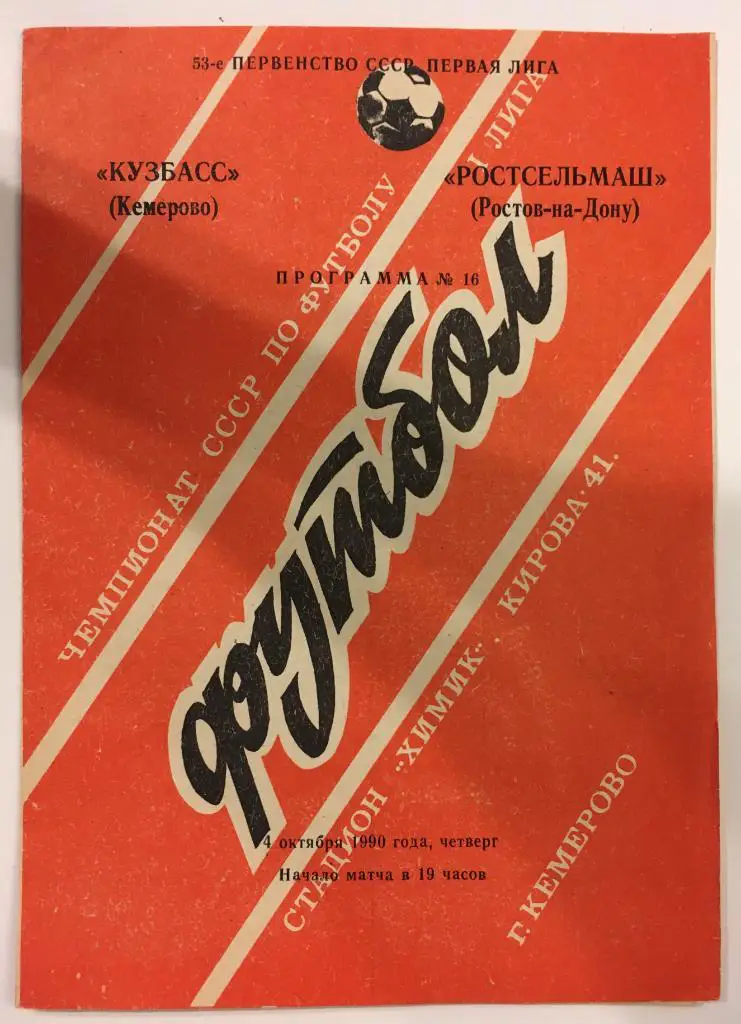 53-е ПЕРВЕНСТВО СССР, ПЕРВАЯ ЛИГА
«КУЗБАСС»
(Кемерово)
«РОСТСЕЛЬМАШ»
(Ростов-на-Дону)
ПРОГРАММА № 16
ЧЕМПИОНАТ СССР ПО ФУТБОЛУ I ЛИГА
футбол
СТАДИОН „ХИМИК“, КИРОВА·41.
г. КЕМЕРОВО
4 октября 1990 года, четверг
Начало матча в 19 часов